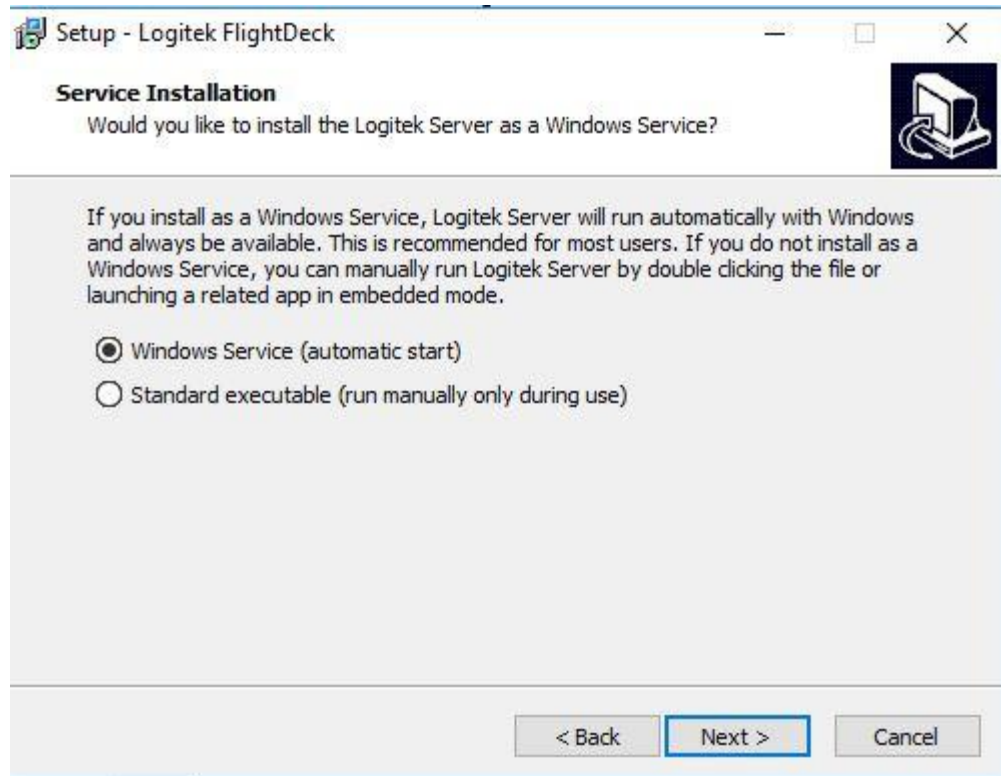 Setup - Logitek FlightDeck
Service Installation
Would you like to install the Logitek Server as a Windows Service?
If you install as a Windows Service, Logitek Server will run automatically with Windows
and always be available. This is recommended for most users. If you do not install as a
Windows Service, you can manually run Logitek Server by double clicking the file or
launching a related app in embedded mode.
Windows Service (automatic start)
Standard executable (run manually only during use)
< Back Next > Cancel